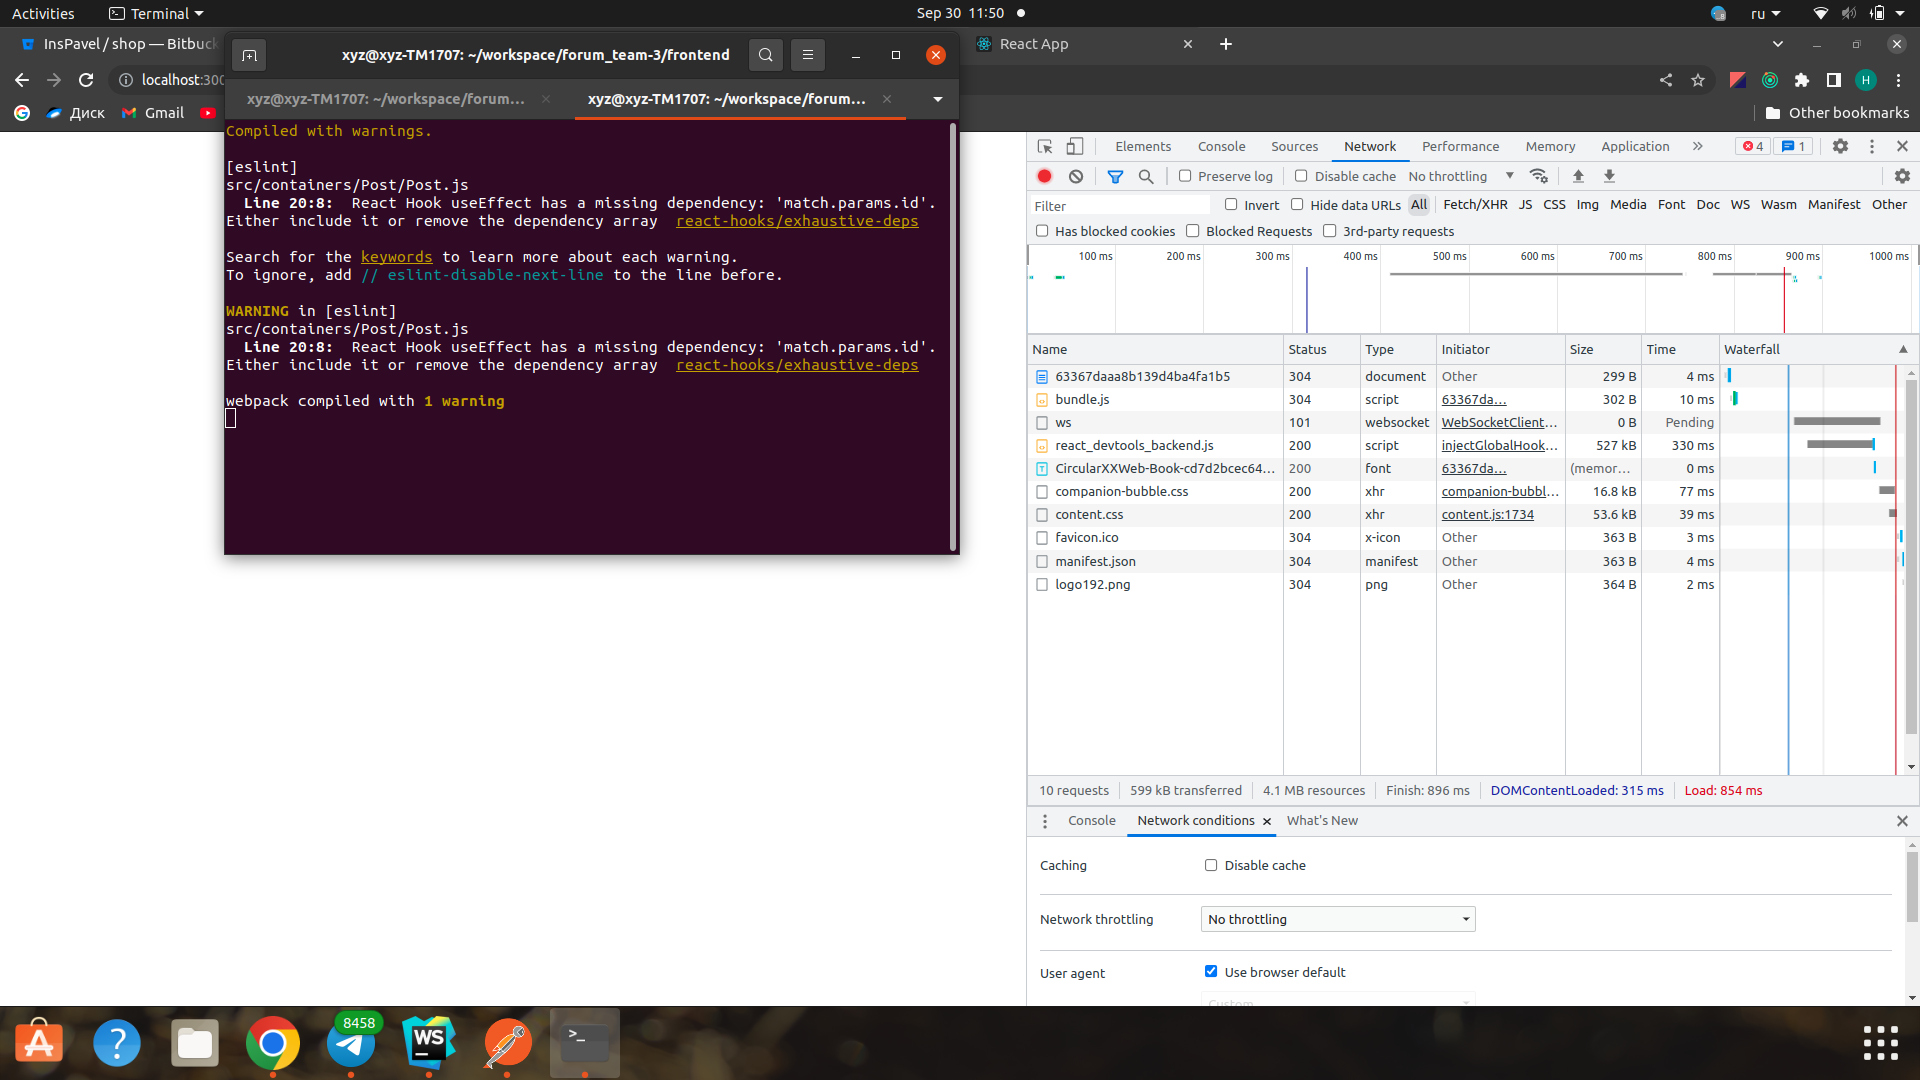 Activities
Terminal
Sep 30 11:50
ru
InsPavel / shop — Bitbuc
xyz@xyz-TM1707: ~/workspace/forum_team-3/frontend
React App
localhost:300
xyz@xyz-TM1707: ~/workspace/forum...
xyz@xyz-TM1707: ~/workspace/forum...
H
Диск
Gmail
Other bookmarks
Compiled with warnings.
[eslint]
src/containers/Post/Post.js
Line 20:8: React Hook useEffect has a missing dependency: 'match.params.id'.
Either include it or remove the dependency array react-hooks/exhaustive-deps
Search for the keywords to learn more about each warning.
To ignore, add // eslint-disable-next-line to the line before.
WARNING in [eslint]
src/containers/Post/Post.js
Line 20:8: React Hook useEffect has a missing dependency: 'match.params.id'.
Either include it or remove the dependency array react-hooks/exhaustive-deps
webpack compiled with 1 warning
Elements Console Sources Network Performance Memory Application 4 1
Preserve log Disable cache No throttling
Filter Invert Hide data URLs All Fetch/XHR JS CSS Img Media Font Doc WS Wasm Manifest Other
Has blocked cookies Blocked Requests 3rd-party requests
100 ms 200 ms 300 ms 400 ms 500 ms 600 ms 700 ms 800 ms 900 ms 1000 ms
Name Status Type Initiator Size Time Waterfall
63367daaa8b139d4ba4fa1b5 304 document Other 299 B 4 ms
bundle.js 304 script 63367da... 302 B 10 ms
ws 101 websocket WebSocketClient... 0 B Pending
react_devtools_backend.js 200 script injectGlobalHook... 527 kB 330 ms
CircularXXWeb-Book-cd7d2bcec64... 200 font 63367da... (memor... 0 ms
companion-bubble.css 200 xhr companion-bubbl... 16.8 kB 77 ms
content.css 200 xhr content.js:1734 53.6 kB 39 ms
favicon.ico 304 x-icon Other 363 B 3 ms
manifest.json 304 manifest Other 363 B 4 ms
logo192.png 304 png Other 364 B 2 ms
10 requests 599 kB transferred 4.1 MB resources Finish: 896 ms DOMContentLoaded: 315 ms Load: 854 ms
Console Network conditions What's New
Caching Disable cache
Network throttling No throttling
User agent Use browser default
Custom...
8458
WS